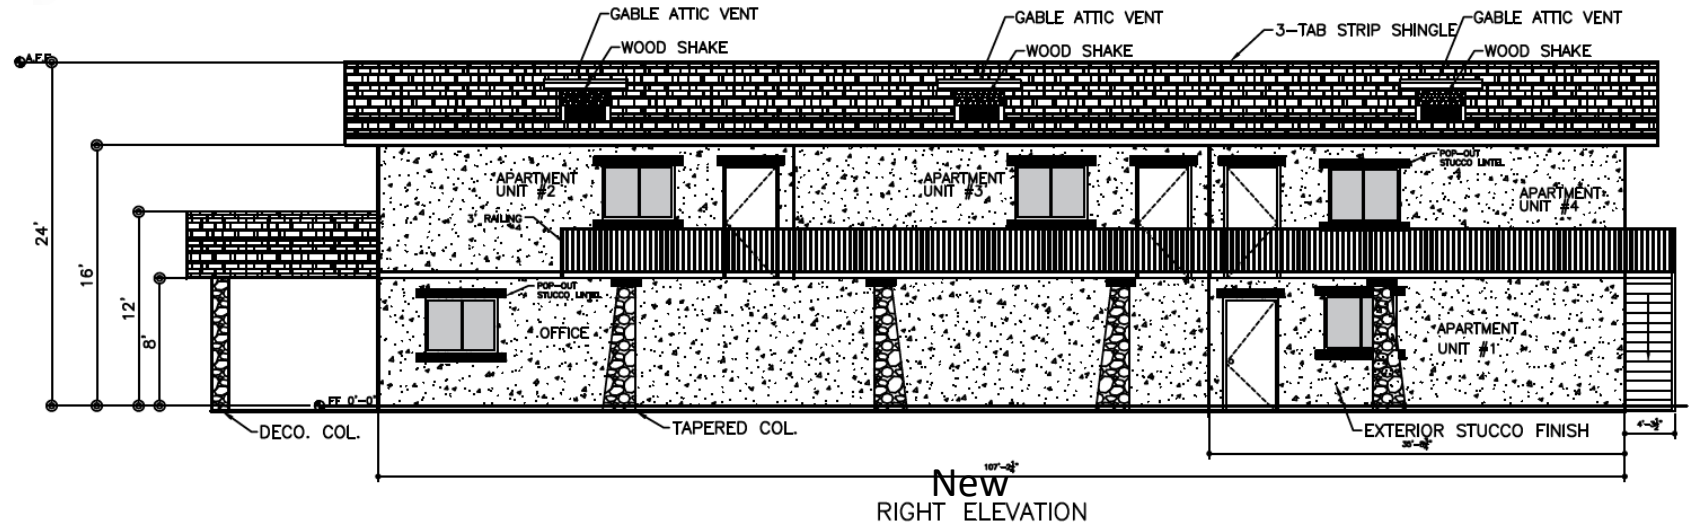 GABLE ATTIC VENT
WOOD SHAKE
GABLE ATTIC VENT
WOOD SHAKE
3-TAB STRIP SHINGLE
GABLE ATTIC VENT
WOOD SHAKE
24'
16'
12'
8'
APARTMENT
UNIT #2
3' RAILING
APARTMENT
UNIT #3
POP-OUT
STUCCO LINTEL
APARTMENT
UNIT #4
POP-OUT
STUCCO LINTEL
OFFICE
APARTMENT
UNIT #1
FF 0'-0"
DECO. COL.
TAPERED COL.
EXTERIOR STUCCO FINISH
New
RIGHT ELEVATION